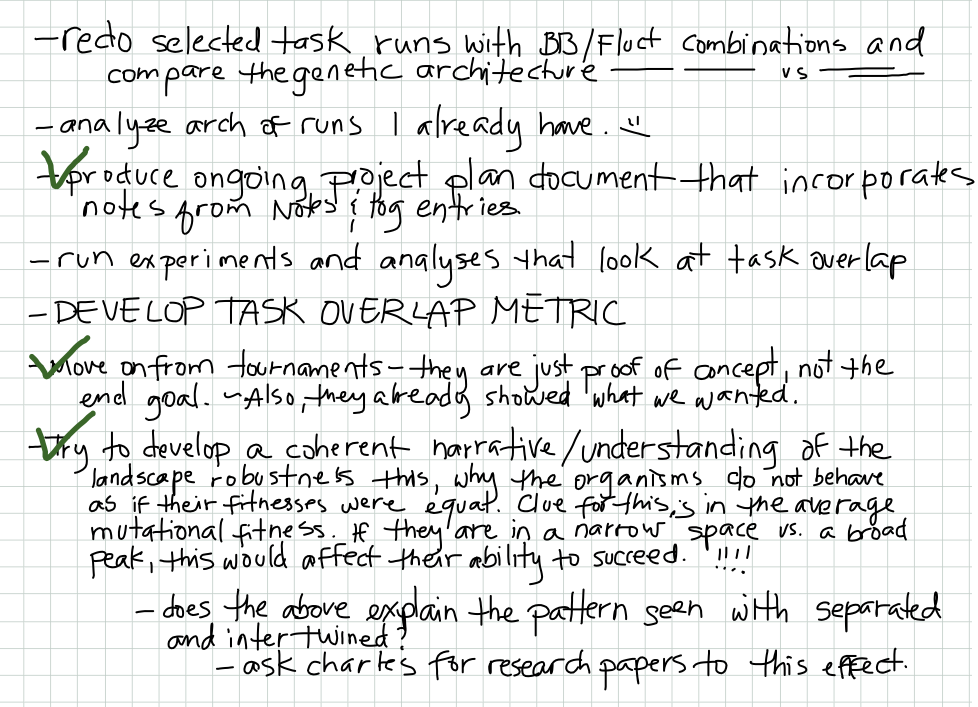 -redo selected task runs with BB/Fluct combinations and
compare the genetic architecture —— —— vs ——
-analyze arch of runs I already have. ü
-produce ongoing project plan document that incorporates
notes from Notes & log entries.
-run experiments and analyses that look at task overlap
-DEVELOP TASK OVERLAP METRIC
-Move on from tournaments - they are just proof of concept, not the
end goal. ~Also, they already showed what we wanted.
-Try to develop a coherent narrative/understanding of the
landscape robustness this, why the organisms do not behave
as if their fitnesses were equal. Clue for this is in the average
mutational fitness. If they are in a narrow space vs. a broad
peak, this would affect their ability to succeed. !!!!
-does the above explain the pattern seen with separated
and intertwined?
-ask charles for research papers to this effect.